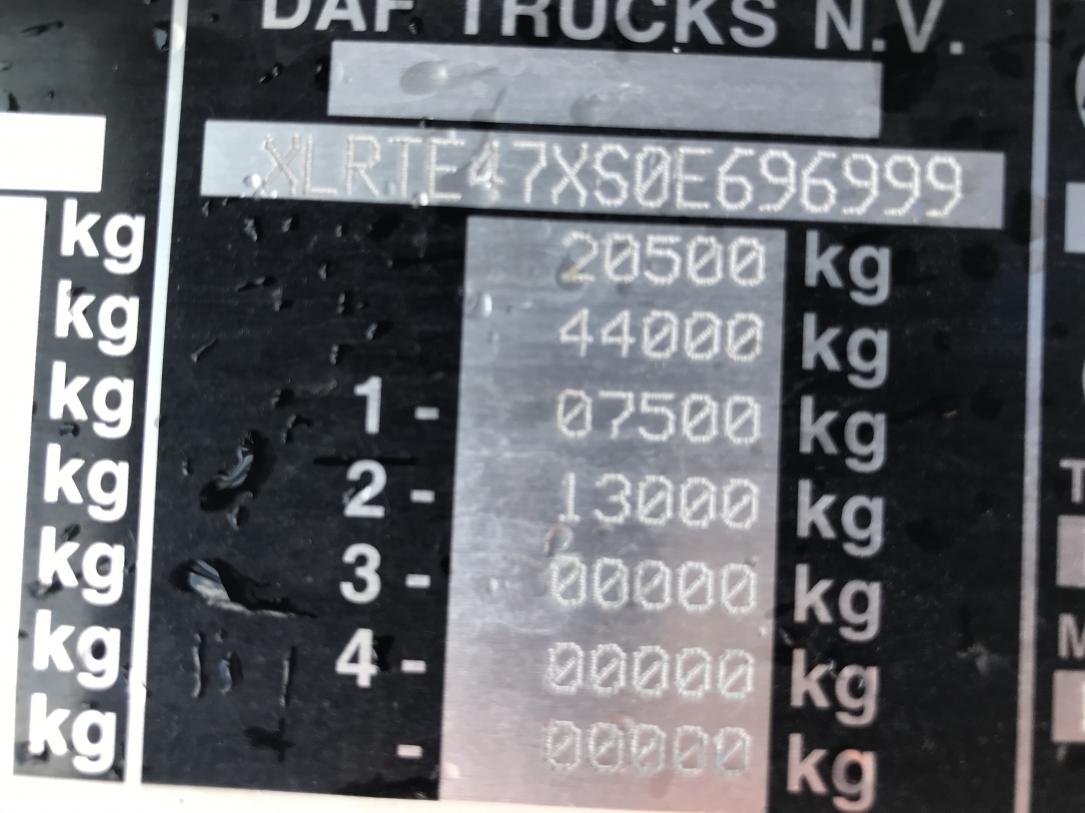 DAF TRUCKS N.V.
XLRTE47XS0E696999
kg 20500 kg
kg 44000 kg
kg 1 - 07500 kg
kg 2 - 13000 kg
kg 3 - 00000 kg
kg 4 - 00000 kg
kg - 00000 kg
T
M